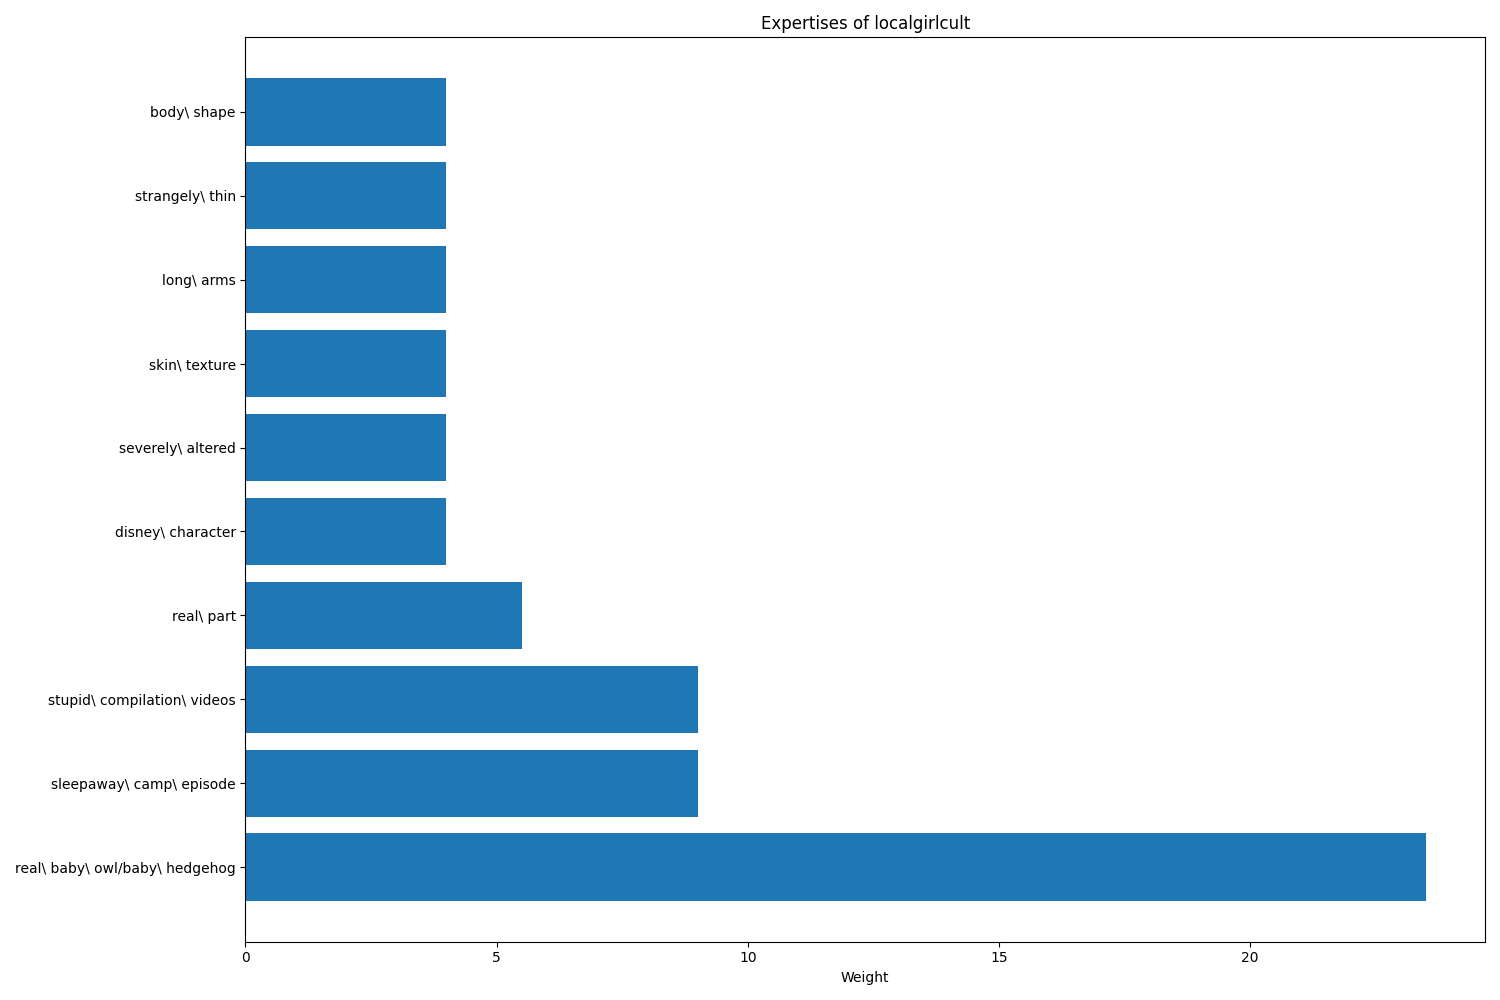 Expertises of localgirlcult
body\ shape
strangely\ thin
long\ arms
skin\ texture
severely\ altered
disney\ character
real\ part
stupid\ compilation\ videos
sleepaway\ camp\ episode
real\ baby\ owl/baby\ hedgehog
0 5 10 15 20
Weight